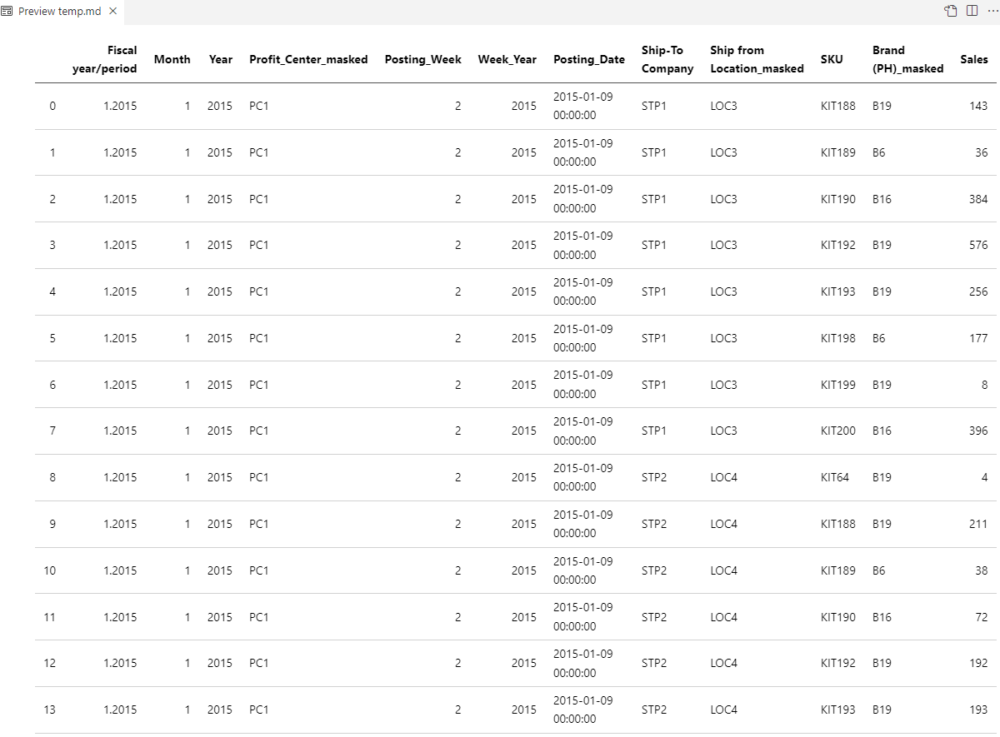 Preview temp.md
Fiscal year/period Month Year Profit_Center_masked Posting_Week Week_Year Posting_Date Ship-To Company Ship from Location_masked SKU Brand (PH)_masked Sales
0 1.2015 1 2015 PC1 2 2015 2015-01-09 00:00:00 STP1 LOC3 KIT188 B19 143
1 1.2015 1 2015 PC1 2 2015 2015-01-09 00:00:00 STP1 LOC3 KIT189 B6 36
2 1.2015 1 2015 PC1 2 2015 2015-01-09 00:00:00 STP1 LOC3 KIT190 B16 384
3 1.2015 1 2015 PC1 2 2015 2015-01-09 00:00:00 STP1 LOC3 KIT192 B19 576
4 1.2015 1 2015 PC1 2 2015 2015-01-09 00:00:00 STP1 LOC3 KIT193 B19 256
5 1.2015 1 2015 PC1 2 2015 2015-01-09 00:00:00 STP1 LOC3 KIT198 B6 177
6 1.2015 1 2015 PC1 2 2015 2015-01-09 00:00:00 STP1 LOC3 KIT199 B19 8
7 1.2015 1 2015 PC1 2 2015 2015-01-09 00:00:00 STP1 LOC3 KIT200 B16 396
8 1.2015 1 2015 PC1 2 2015 2015-01-09 00:00:00 STP2 LOC4 KIT64 B19 4
9 1.2015 1 2015 PC1 2 2015 2015-01-09 00:00:00 STP2 LOC4 KIT188 B19 211
10 1.2015 1 2015 PC1 2 2015 2015-01-09 00:00:00 STP2 LOC4 KIT189 B6 38
11 1.2015 1 2015 PC1 2 2015 2015-01-09 00:00:00 STP2 LOC4 KIT190 B16 72
12 1.2015 1 2015 PC1 2 2015 2015-01-09 00:00:00 STP2 LOC4 KIT192 B19 192
13 1.2015 1 2015 PC1 2 2015 2015-01-09 00:00:00 STP2 LOC4 KIT193 B19 193